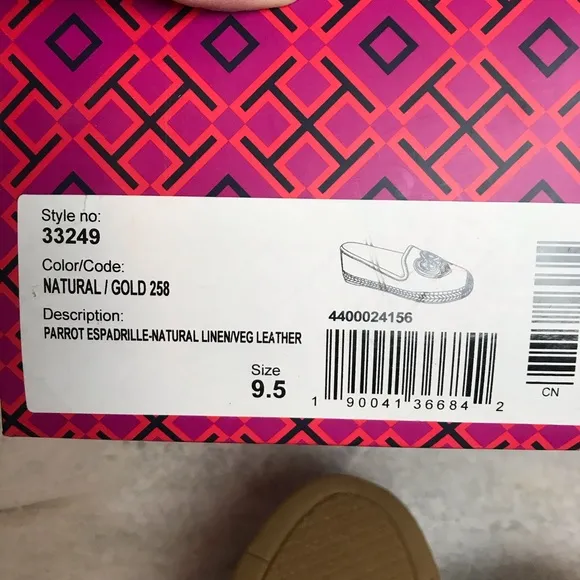 Style no:
33249
Color/Code:
NATURAL / GOLD 258
Description:
PARROT ESPADRILLE-NATURAL LINEN/VEG LEATHER
Size
9.5
4400024156
1 90041 36684 2
CN